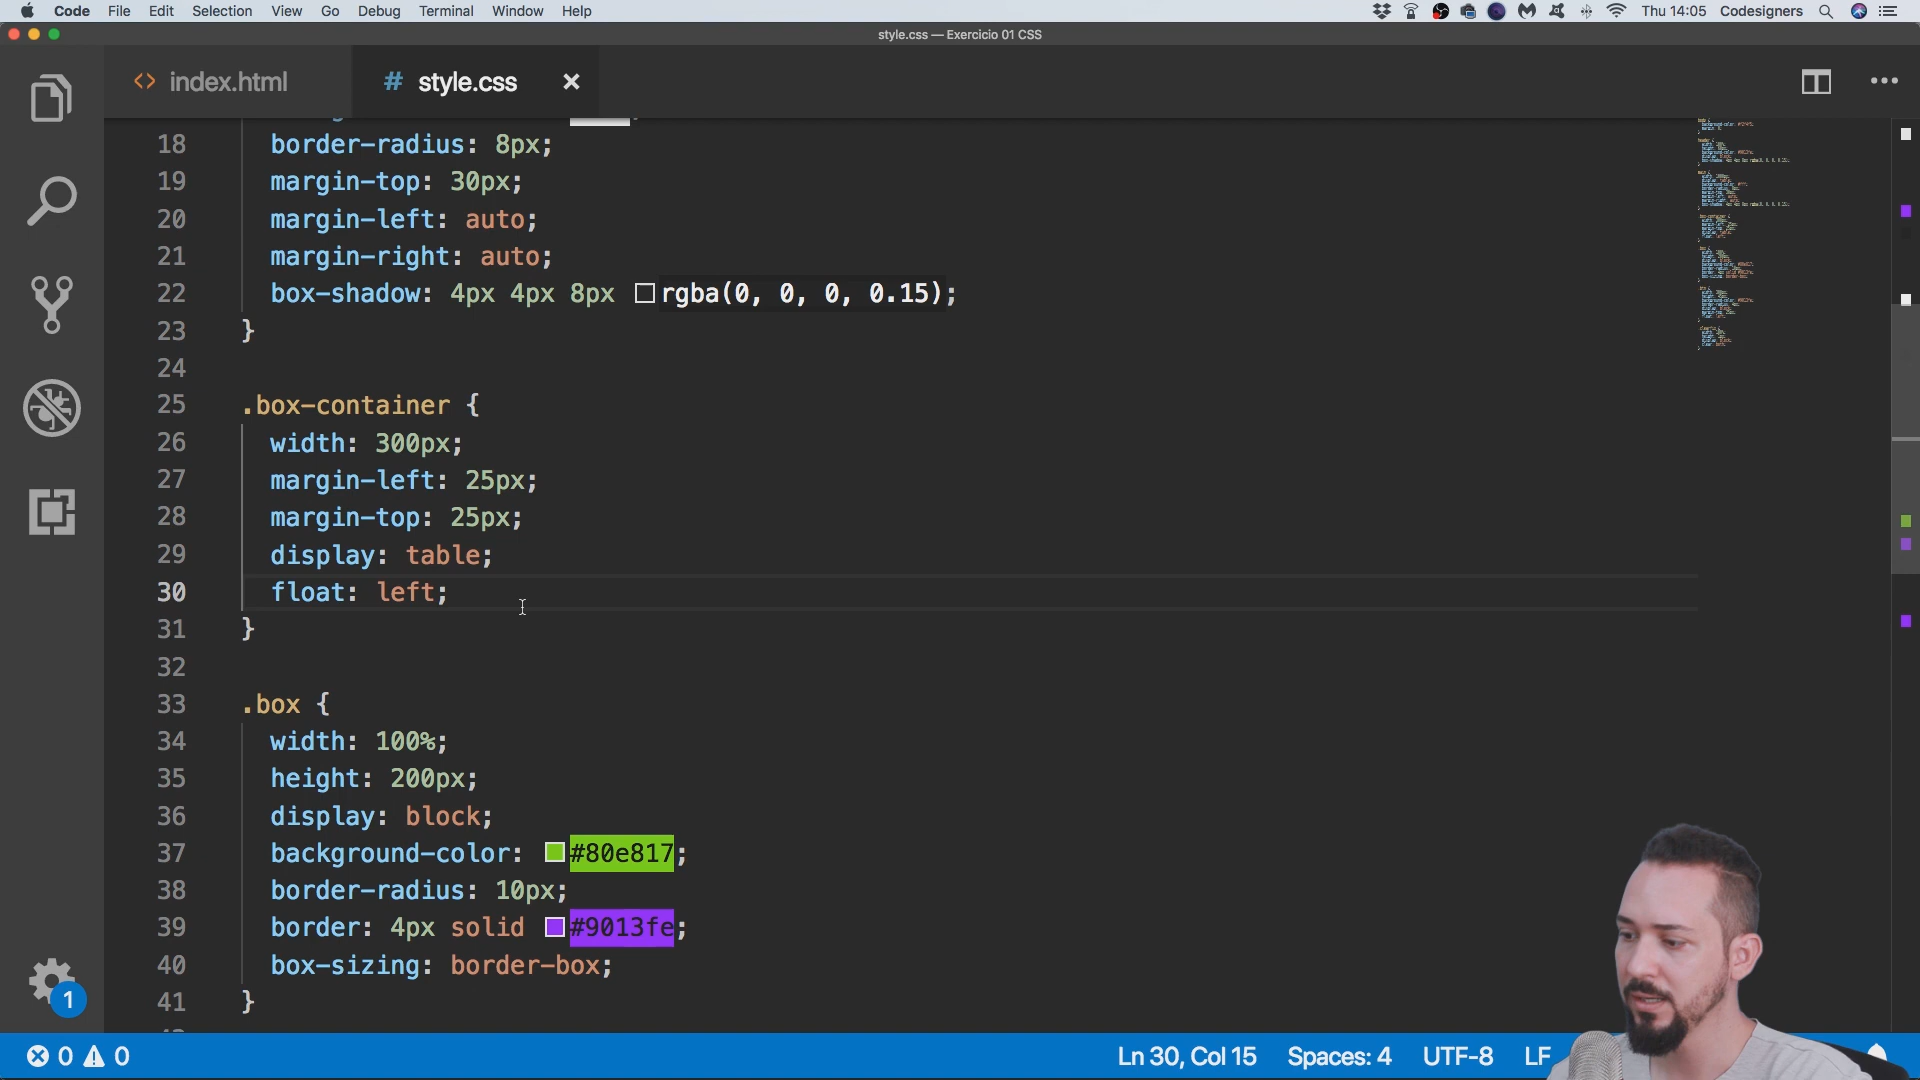 Code File Edit Selection View Go Debug Terminal Window Help Thu 14:05 Codesigners
style.css — Exercicio 01 CSS
<> index.html # style.css
18 border-radius: 8px;
19 margin-top: 30px;
20 margin-left: auto;
21 margin-right: auto;
22 box-shadow: 4px 4px 8px rgba(0, 0, 0, 0.15);
23 }
24
25 .box-container {
26 width: 300px;
27 margin-left: 25px;
28 margin-top: 25px;
29 display: table;
30 float: left;
31 }
32
33 .box {
34 width: 100%;
35 height: 200px;
36 display: block;
37 background-color: #80e817;
38 border-radius: 10px;
39 border: 4px solid #9013fe;
40 box-sizing: border-box;
41 }
1
0 0 Ln 30, Col 15 Spaces: 4 UTF-8 LF